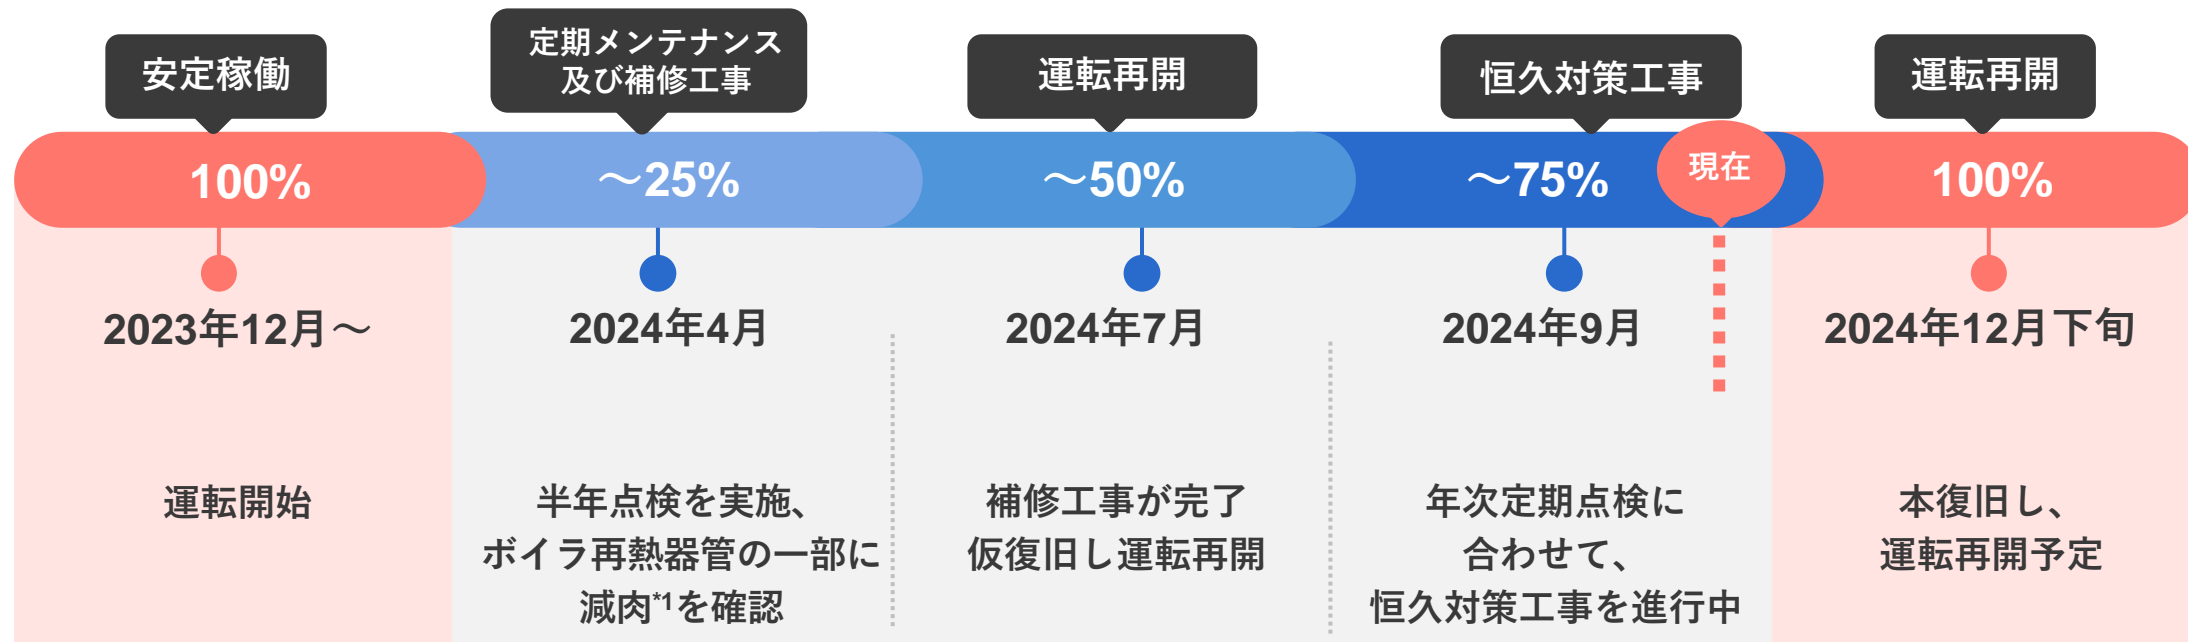 安定稼働
定期メンテナンス
及び補修工事
運転再開
恒久対策工事
運転再開
100%
～25%
～50%
～75%
現在
100%
2023年12月～
2024年4月
2024年7月
2024年9月
2024年12月下旬
運転開始
半年点検を実施、
ボイラ再熱器管の一部に
減肉*1を確認
補修工事が完了
仮復旧し運転再開
年次定期点検に
合わせて、
恒久対策工事を進行中
本復旧し、
運転再開予定